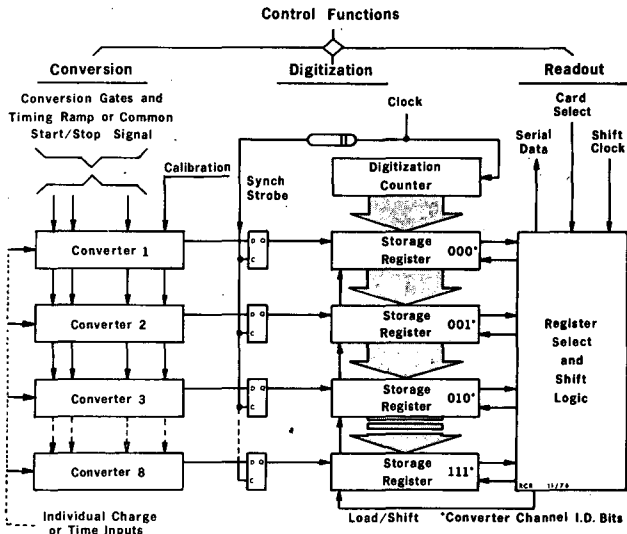 Control Functions
Conversion
Digitization
Readout
Conversion Gates and
Timing Ramp or Common
Start/Stop Signal
Calibration
Synch
Strobe
Clock
Digitization
Counter
Serial
Data
Card
Select
Shift
Clock
Converter 1
D Q
C
Storage
Register 000*
Converter 2
D Q
C
Storage
Register 001*
Converter 3
D Q
C
Storage
Register 010*
Converter 8
D Q
C
Storage
Register 111*
Register
Select
and
Shift
Logic
RCR 11/76
Individual Charge
or Time Inputs
Load/Shift
*Converter Channel I.D. Bits